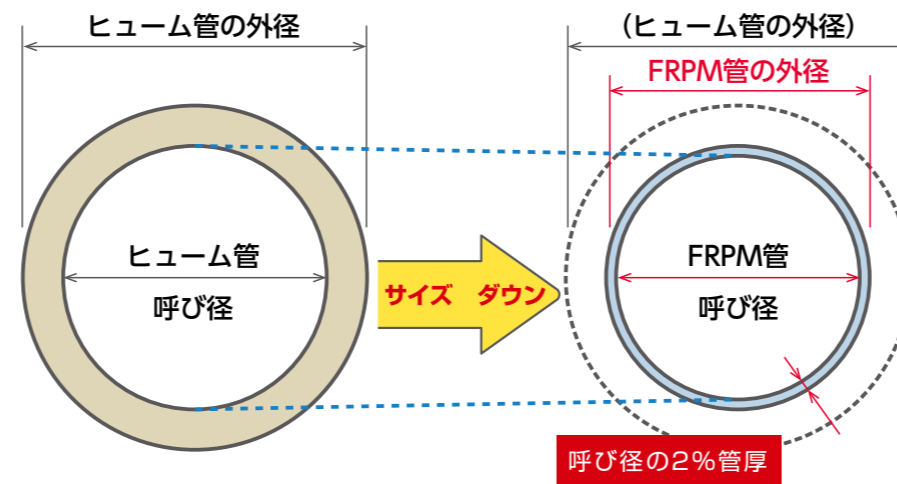 ヒューム管の外径
(ヒューム管の外径)
FRPM管の外径
ヒューム管
呼び径
サイズ ダウン
FRPM管
呼び径
呼び径の2%管厚